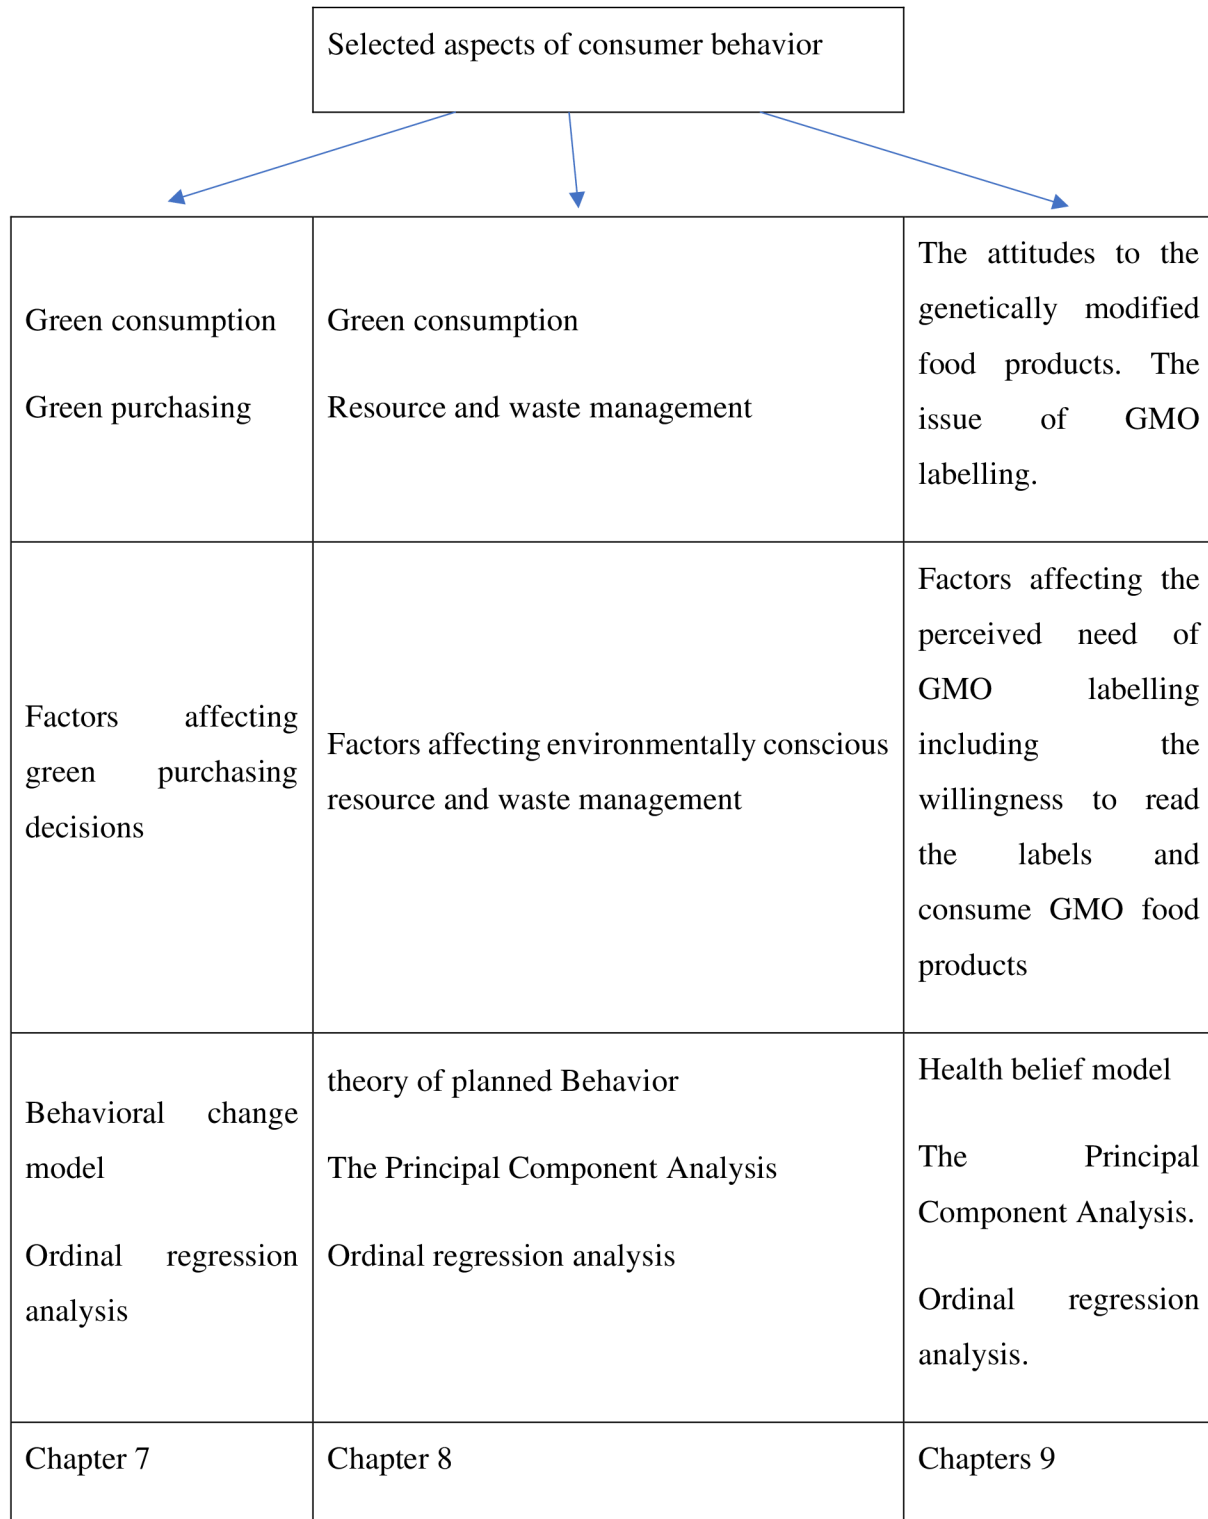 Selected aspects of consumer behavior
Green consumption
Green purchasing
Green consumption
Resource and waste management
The attitudes to the
genetically modified
food products. The
issue of GMO
labelling.
Factors affecting
green purchasing
decisions
Factors affecting environmentally conscious
resource and waste management
Factors affecting the
perceived need of
GMO labelling
including the
willingness to read
the labels and
consume GMO food
products
Behavioral change
model
Ordinal regression
analysis
theory of planned Behavior
The Principal Component Analysis
Ordinal regression analysis
Health belief model
The Principal
Component Analysis.
Ordinal regression
analysis.
Chapter 7
Chapter 8
Chapters 9